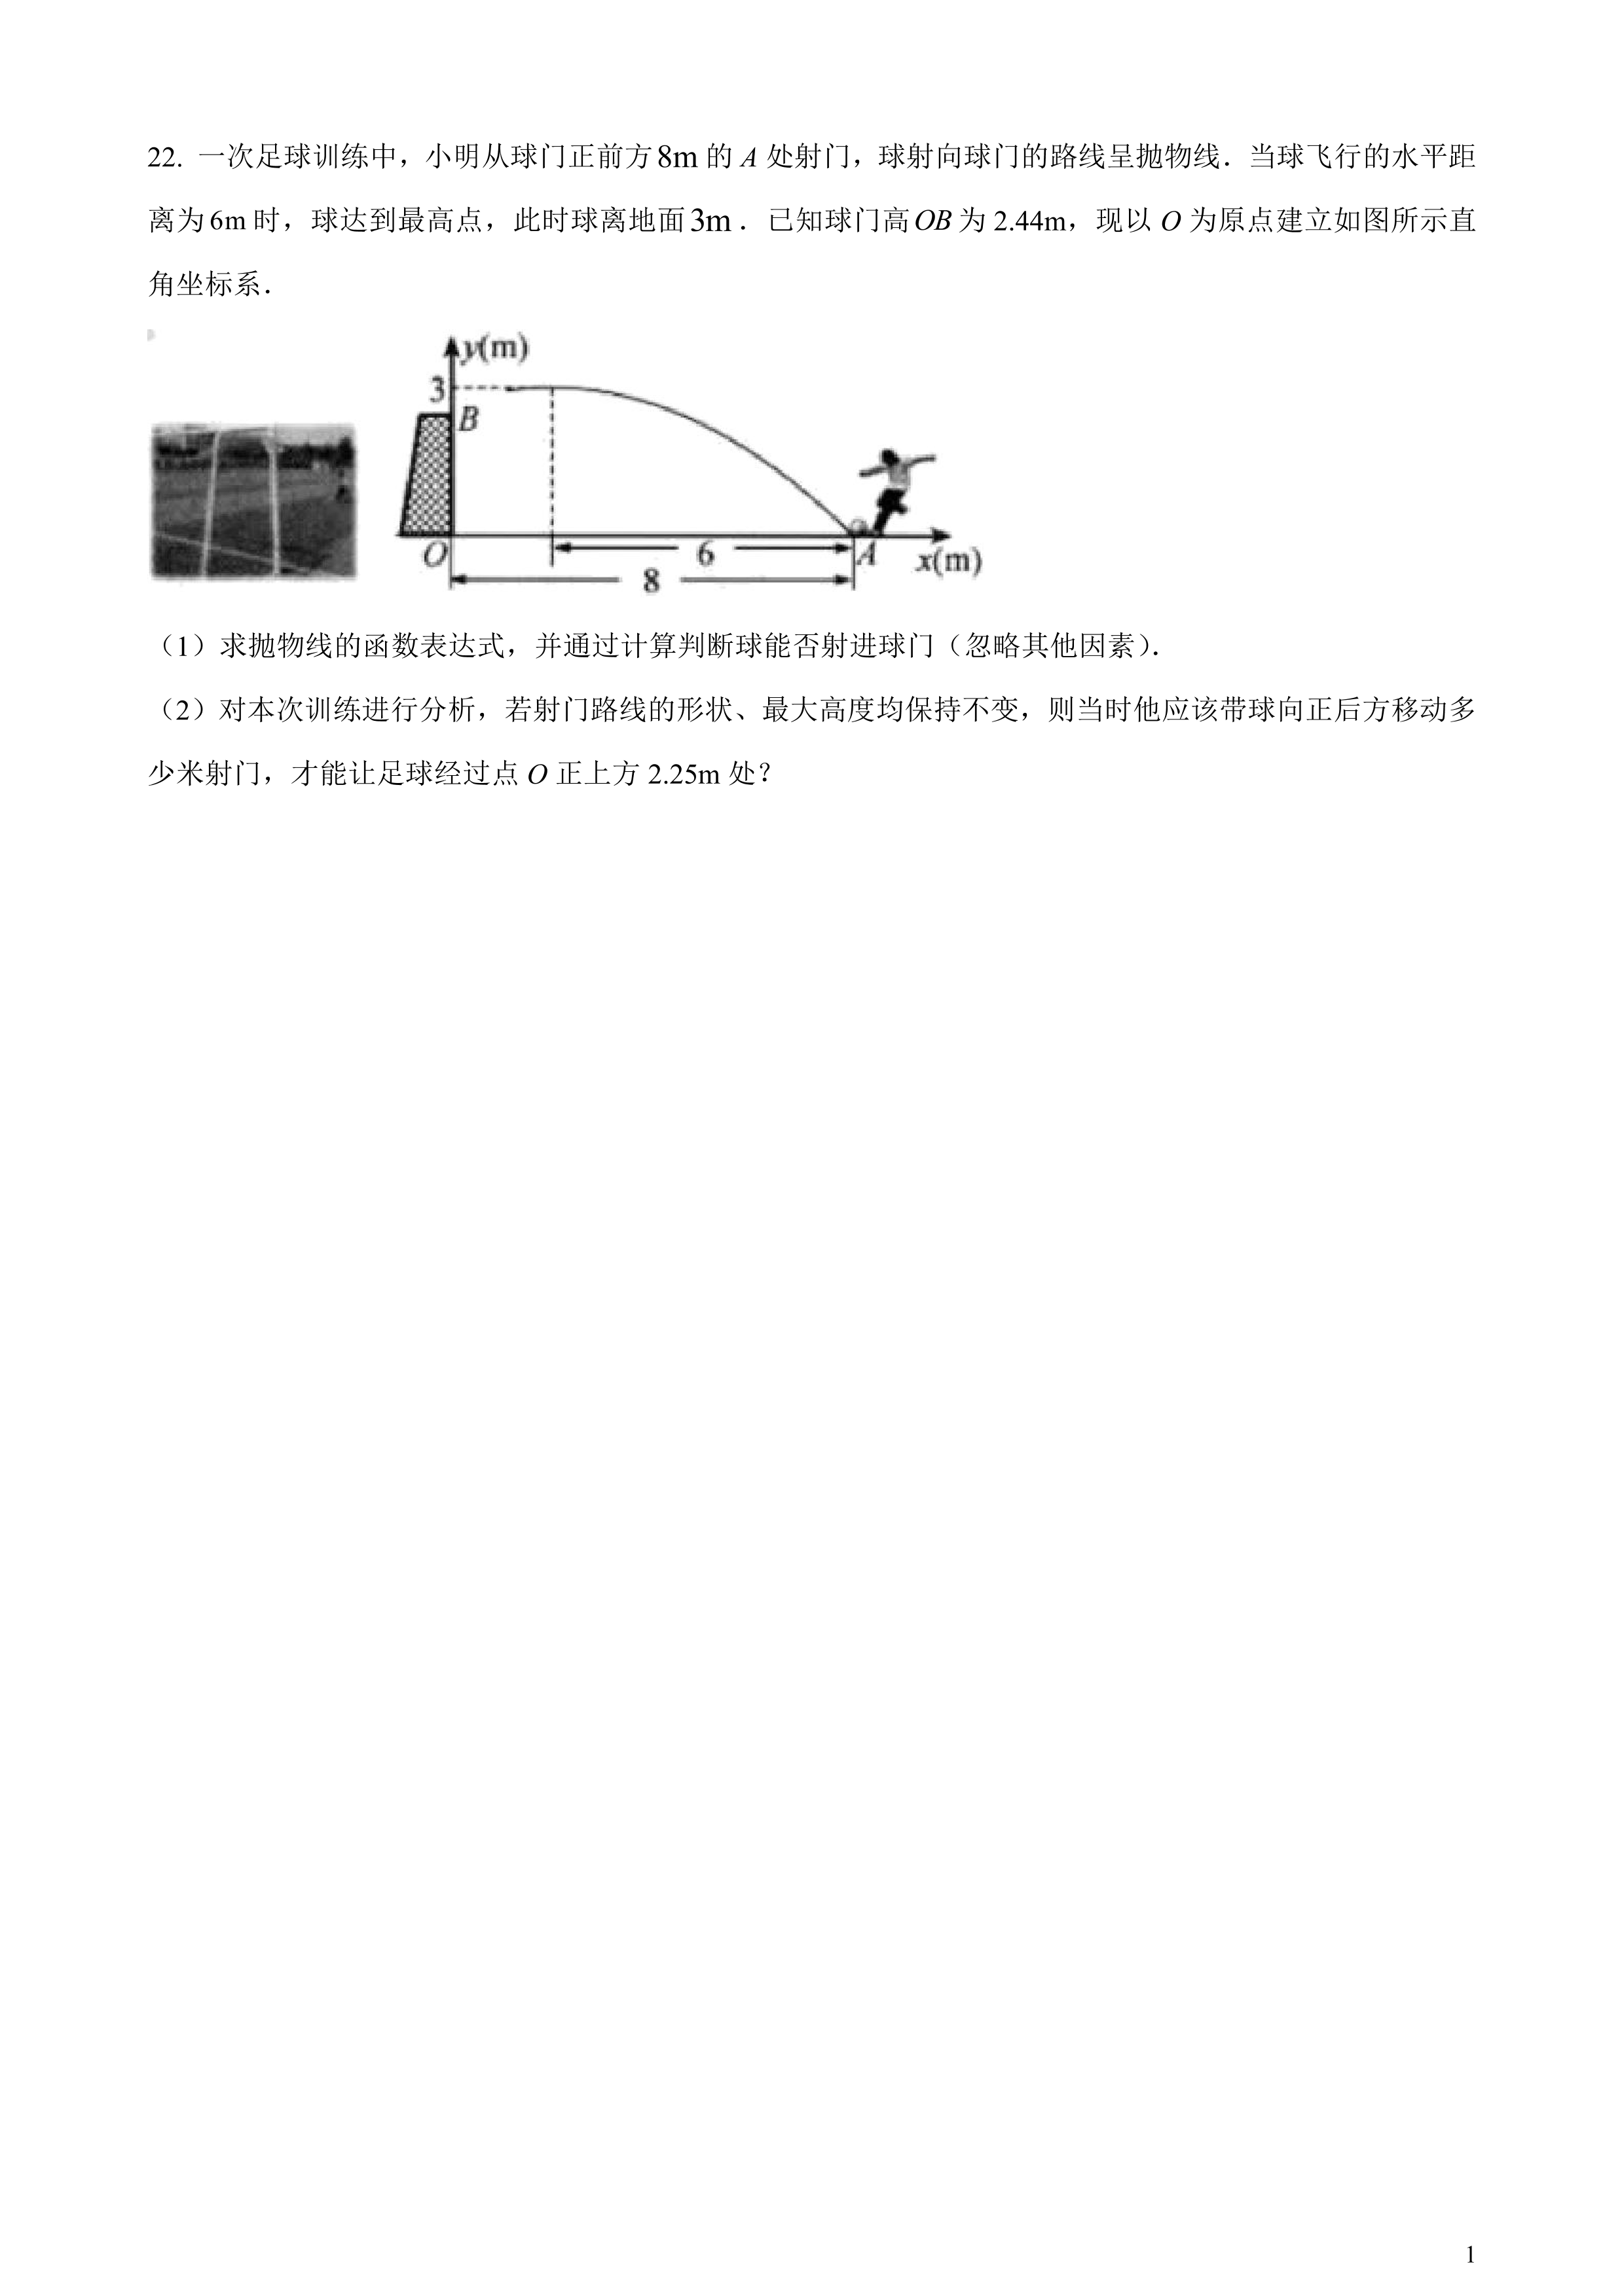 22. 一次足球训练中，小明从球门正前方8m的 A 处射门，球射向球门的路线呈抛物线．当球飞行的水平距
离为6m时，球达到最高点，此时球离地面3m．已知球门高OB为 2.44m，现以 O 为原点建立如图所示直
角坐标系．
y(m)
3
B
O
6
A
x(m)
8
（1）求抛物线的函数表达式，并通过计算判断球能否射进球门（忽略其他因素）．
（2）对本次训练进行分析，若射门路线的形状、最大高度均保持不变，则当时他应该带球向正后方移动多
少米射门，才能让足球经过点 O 正上方 2.25m 处？
1